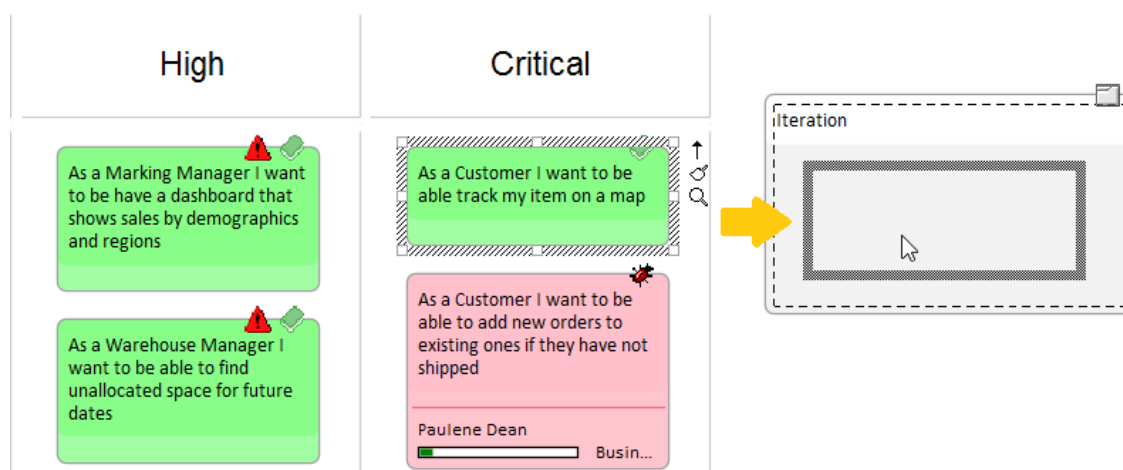 High
As a Marking Manager I want
to be have a dashboard that
shows sales by demographics
and regions
As a Warehouse Manager I
want to be able to find
unallocated space for future
dates
Critical
As a Customer I want to be
able track my item on a map
As a Customer I want to be
able to add new orders to
existing ones if they have not
shipped
Paulene Dean
Busin...
Iteration